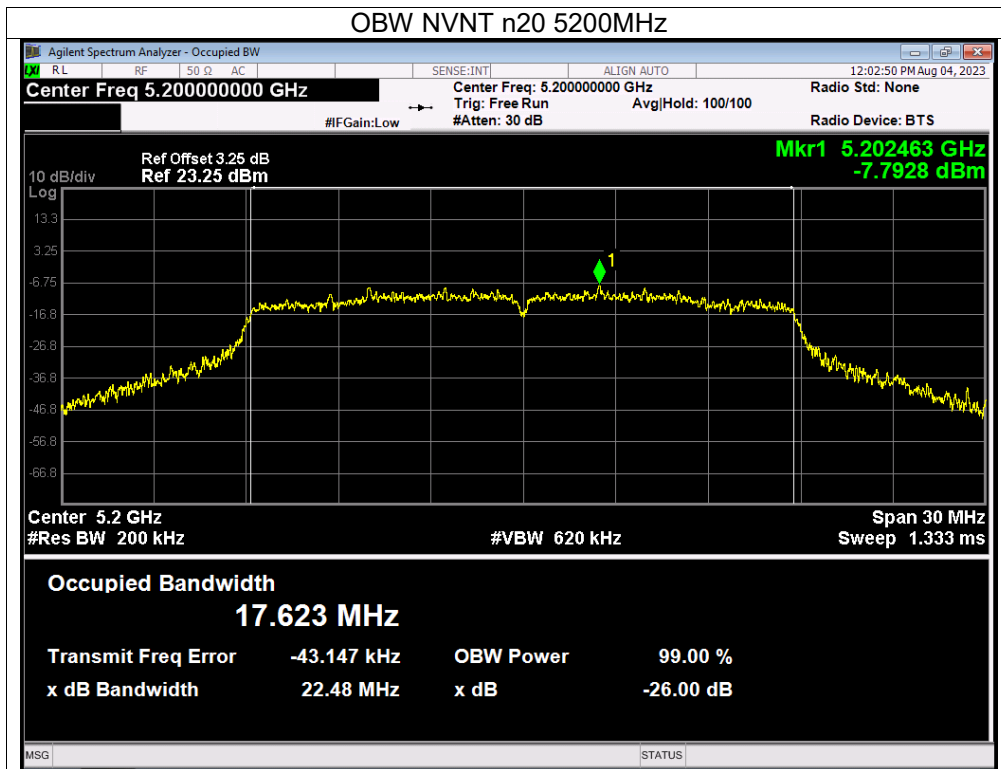 OBW NVNT n20 5200MHz
Agilent Spectrum Analyzer - Occupied BW
LXI RL RF 50 Ω AC SENSE:INT ALIGN AUTO 12:02:50 PM Aug 04, 2023
Center Freq 5.200000000 GHz Center Freq: 5.200000000 GHz Radio Std: None
Trig: Free Run Avg|Hold: 100/100
#IFGain:Low #Atten: 30 dB Radio Device: BTS
Mkr1 5.202463 GHz
-7.7928 dBm
Ref Offset 3.25 dB
10 dB/div Ref 23.25 dBm
Log
13.3
3.25
1
-6.75
-16.8
-26.8
-36.8
-46.8
-56.8
-66.8
Center 5.2 GHz Span 30 MHz
#Res BW 200 kHz #VBW 620 kHz Sweep 1.333 ms
Occupied Bandwidth
17.623 MHz
Transmit Freq Error -43.147 kHz OBW Power 99.00 %
x dB Bandwidth 22.48 MHz x dB -26.00 dB
MSG STATUS